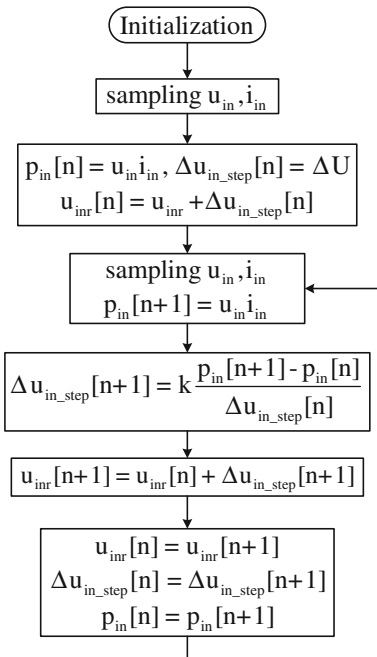 Initialization
sampling u_in, i_in
p_in[n] = u_in i_in, Δu_in_step[n] = ΔU
u_inr[n] = u_inr + Δu_in_step[n]
sampling u_in, i_in
p_in[n+1] = u_in i_in
Δu_in_step[n+1] = k (p_in[n+1] - p_in[n]) / Δu_in_step[n]
u_inr[n+1] = u_inr[n] + Δu_in_step[n+1]
u_inr[n] = u_inr[n+1]
Δu_in_step[n] = Δu_in_step[n+1]
p_in[n] = p_in[n+1]